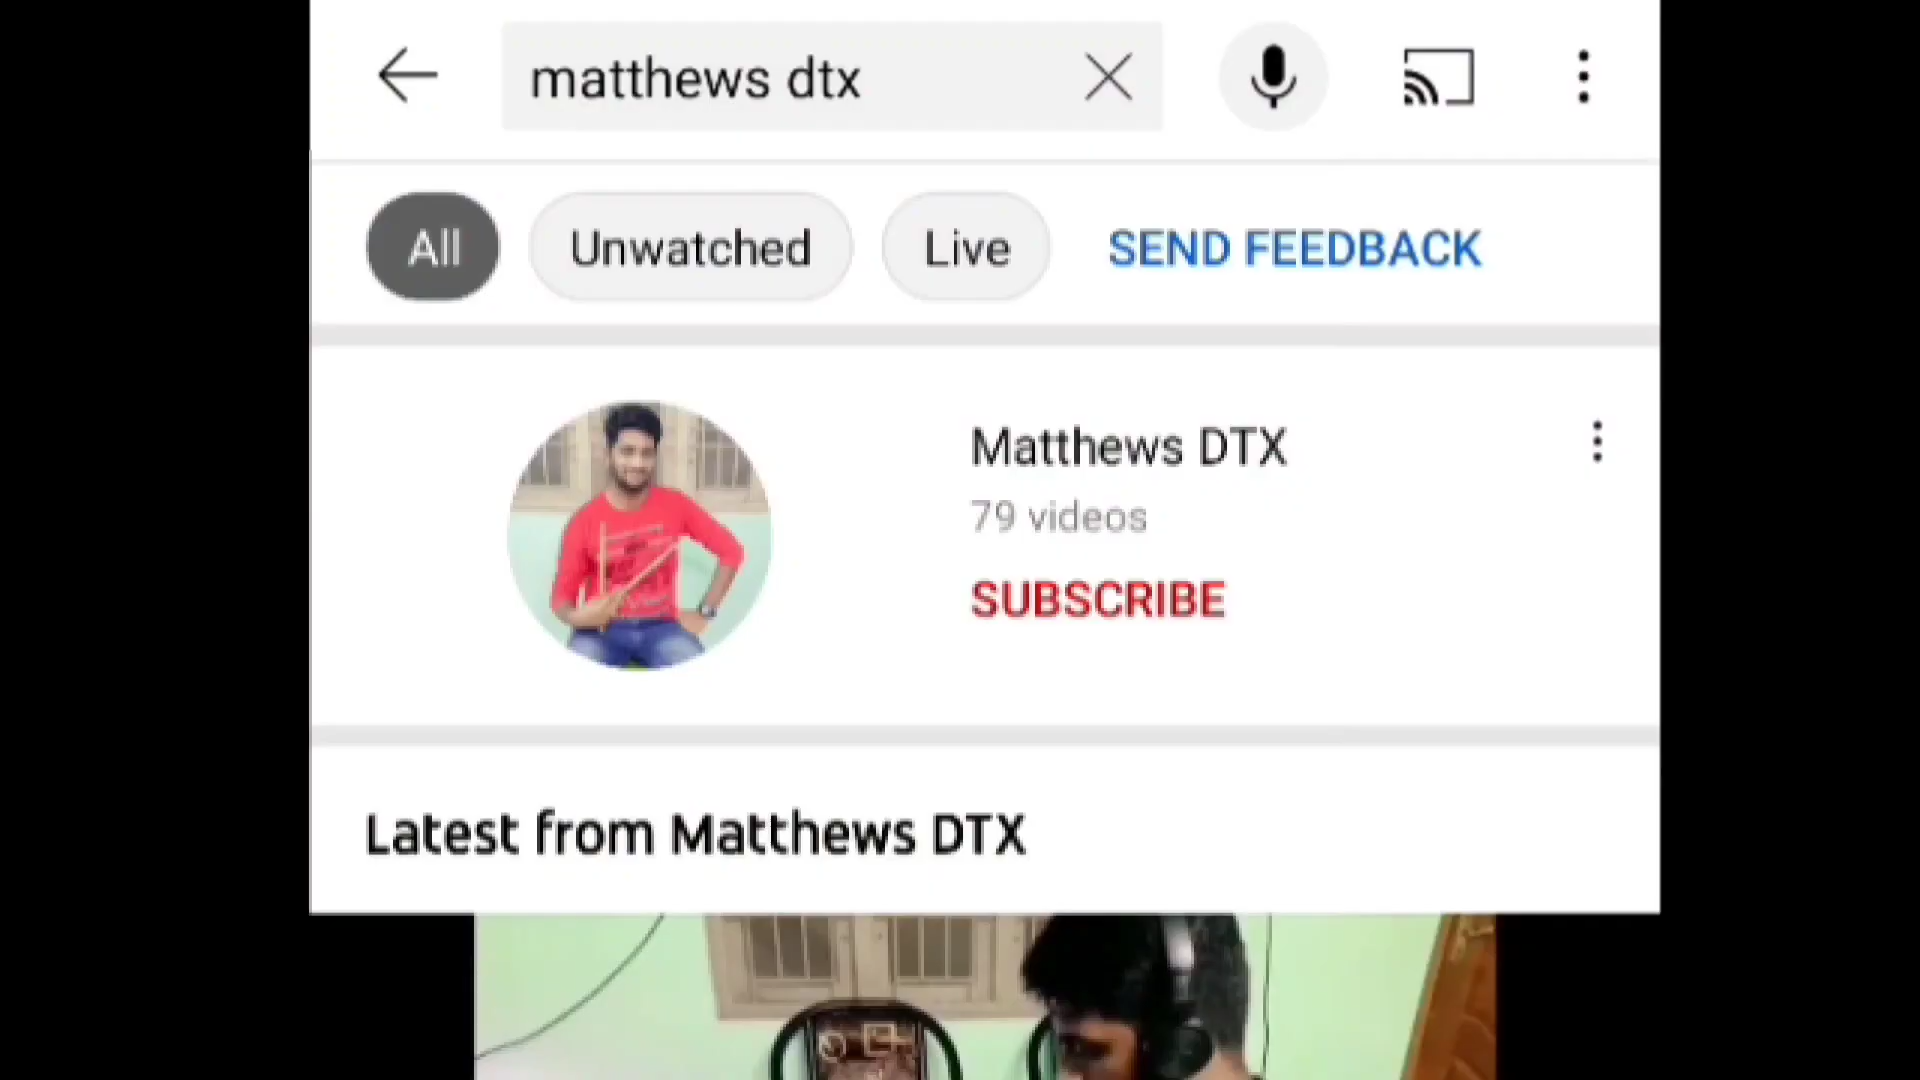 matthews dtx
All Unwatched Live SEND FEEDBACK
Matthews DTX
79 videos
SUBSCRIBE
Latest from Matthews DTX